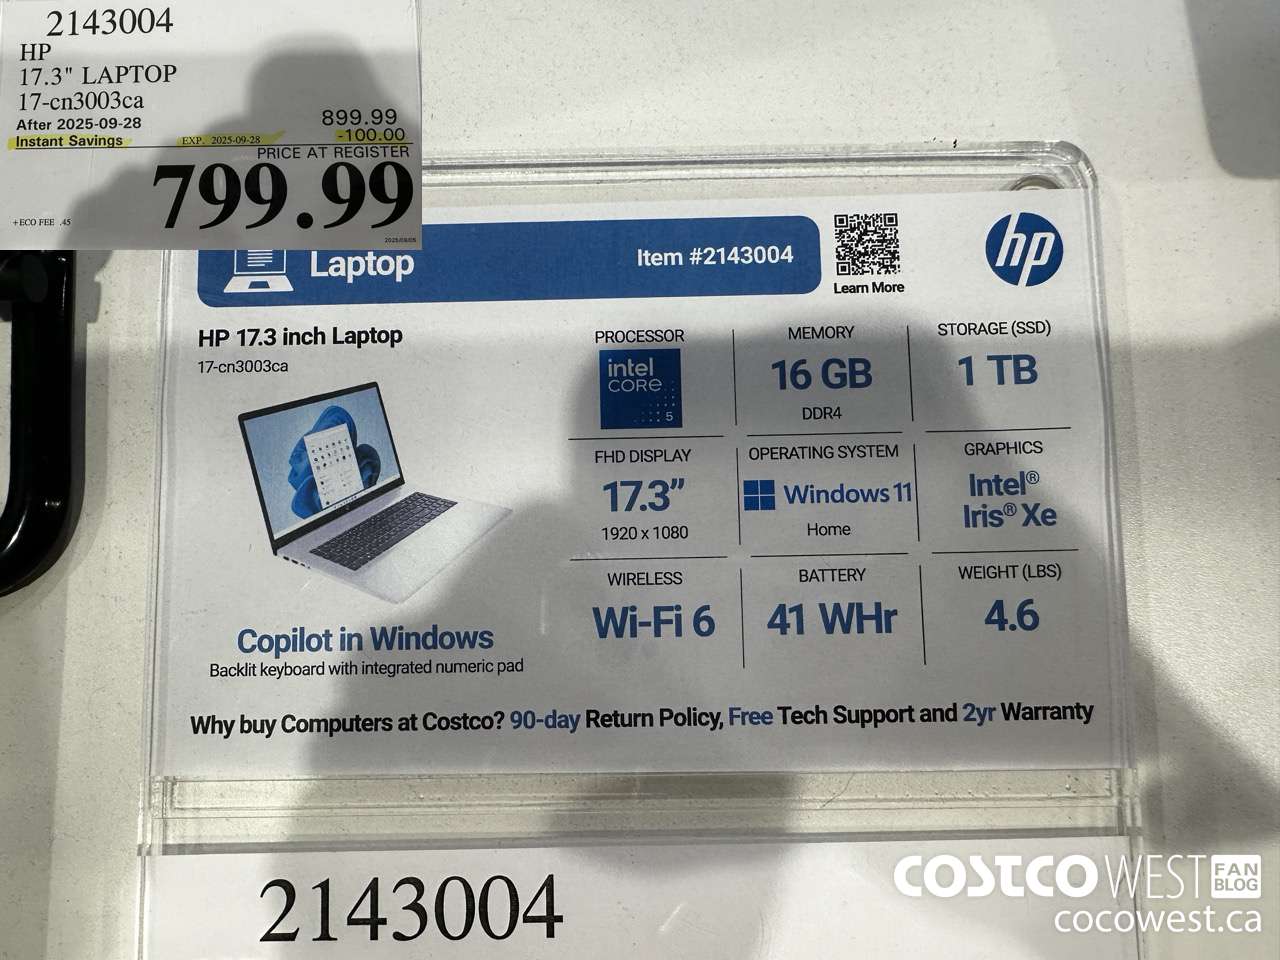 2143004
HP
17.3" LAPTOP
17-cn3003ca
After 2025-09-28
899.99
Instant Savings
EXP. 2025-09-28
-100.00
PRICE AT REGISTER
799.99
+ECO FEE .45
Laptop
Item #2143004
Learn More
hp
HP 17.3 inch Laptop
17-cn3003ca
PROCESSOR
intel
CORE
5
MEMORY
16 GB
DDR4
STORAGE (SSD)
1 TB
FHD DISPLAY
17.3”
1920 x 1080
OPERATING SYSTEM
Windows 11
Home
GRAPHICS
Intel®
Iris® Xe
WIRELESS
Wi-Fi 6
BATTERY
41 WHr
WEIGHT (LBS)
4.6
Copilot in Windows
Backlit keyboard with integrated numeric pad
Why buy Computers at Costco? 90-day Return Policy, Free Tech Support and 2yr Warranty
2143004
COSTCO WEST FAN BLOG
cocowest.ca